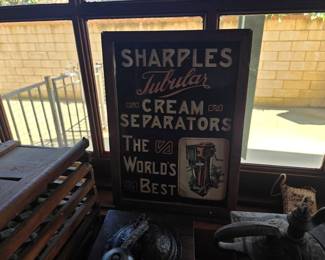 SHARPLES
Tubular
CREAM
SEPARATORS
THE
WORLD'S
BEST